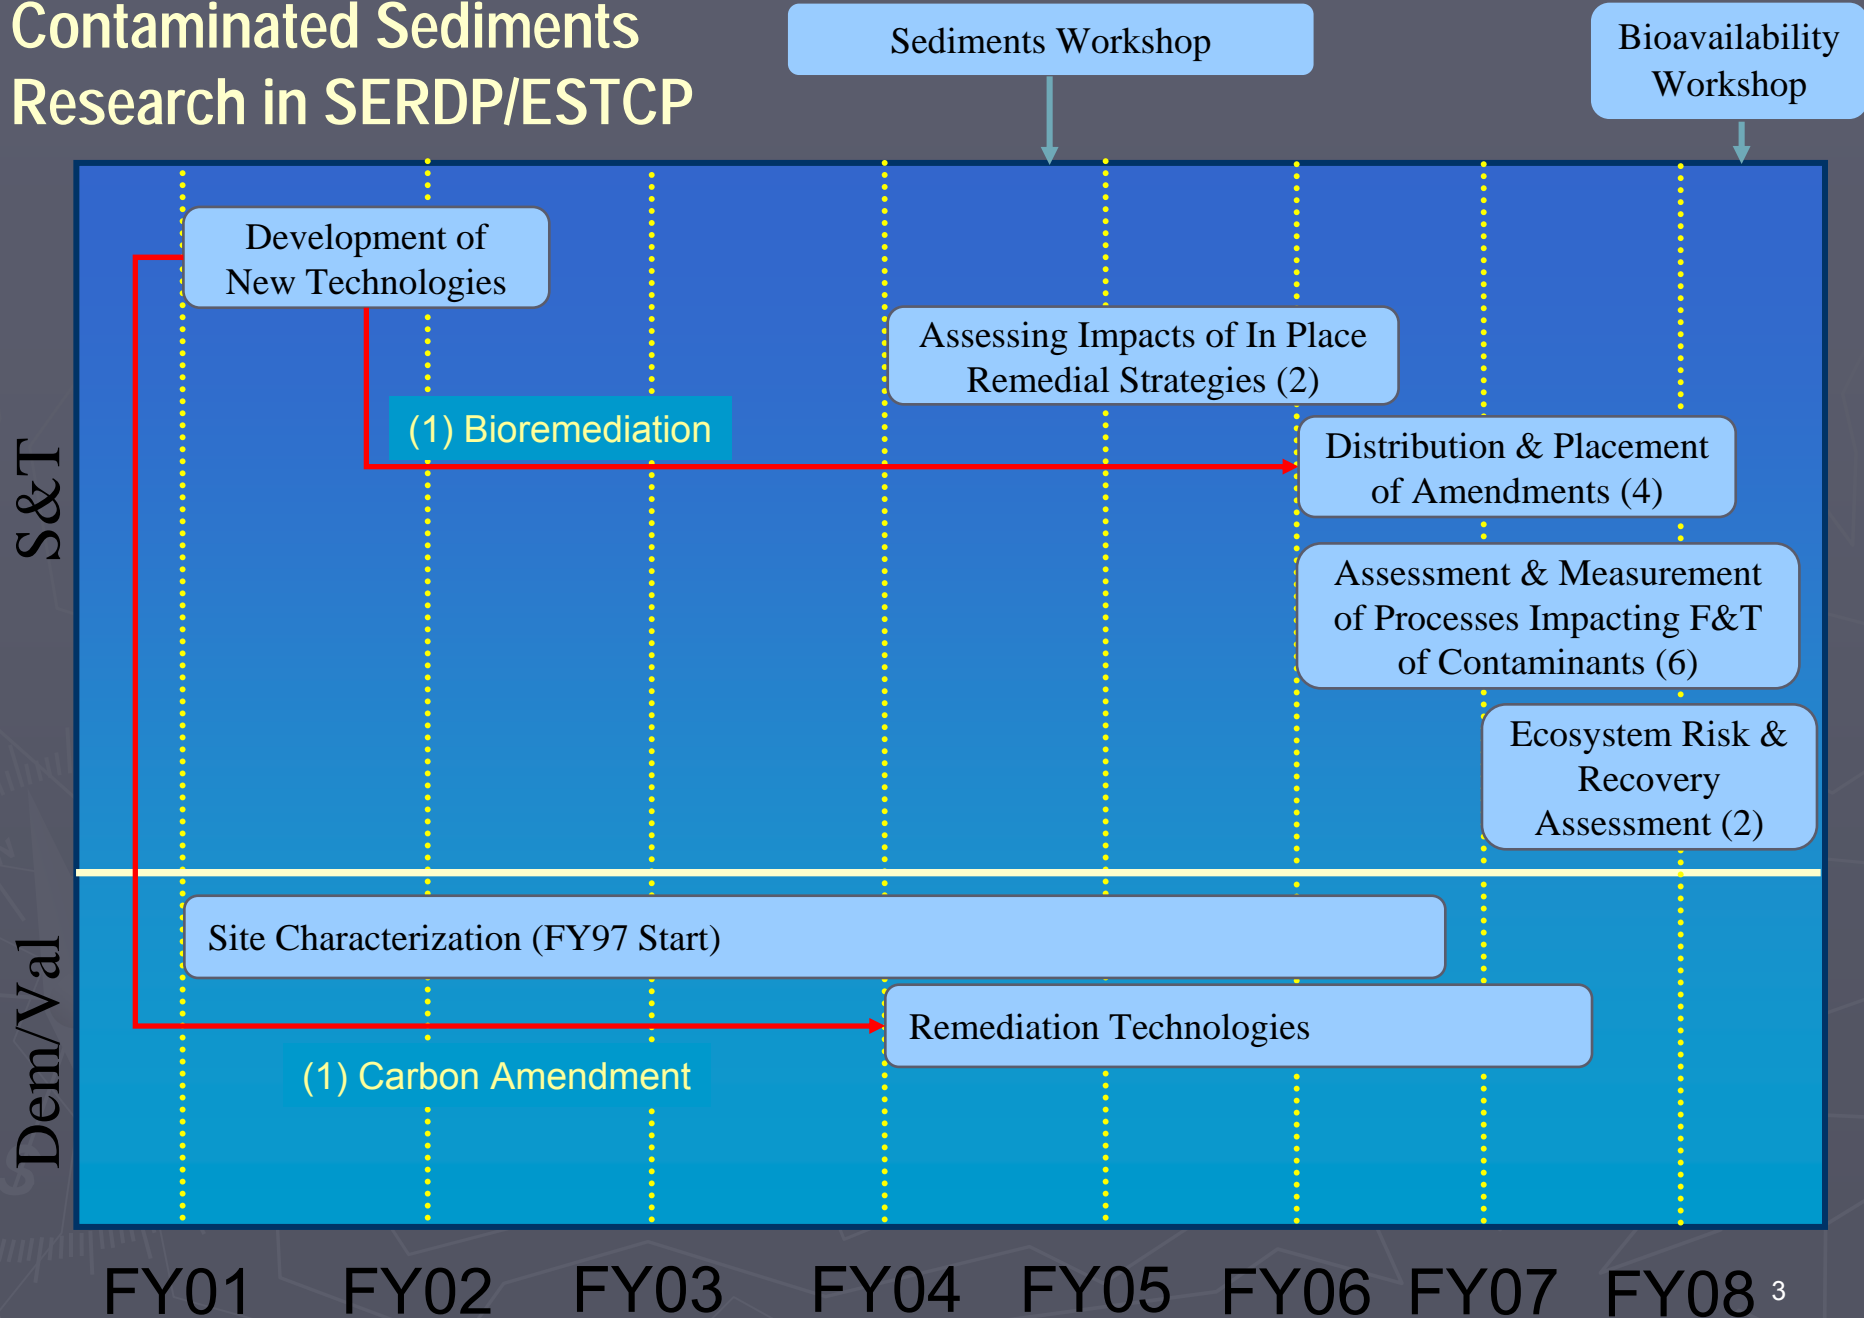 Contaminated Sediments
Research in SERDP/ESTCP
Sediments Workshop
Bioavailability
Workshop
S&T
Development of
New Technologies
Assessing Impacts of In Place
Remedial Strategies (2)
(1) Bioremediation
Distribution & Placement
of Amendments (4)
Assessment & Measurement
of Processes Impacting F&T
of Contaminants (6)
Ecosystem Risk &
Recovery
Assessment (2)
Dem/Val
Site Characterization (FY97 Start)
Remediation Technologies
(1) Carbon Amendment
FY01 FY02 FY03 FY04 FY05 FY06 FY07 FY08
3